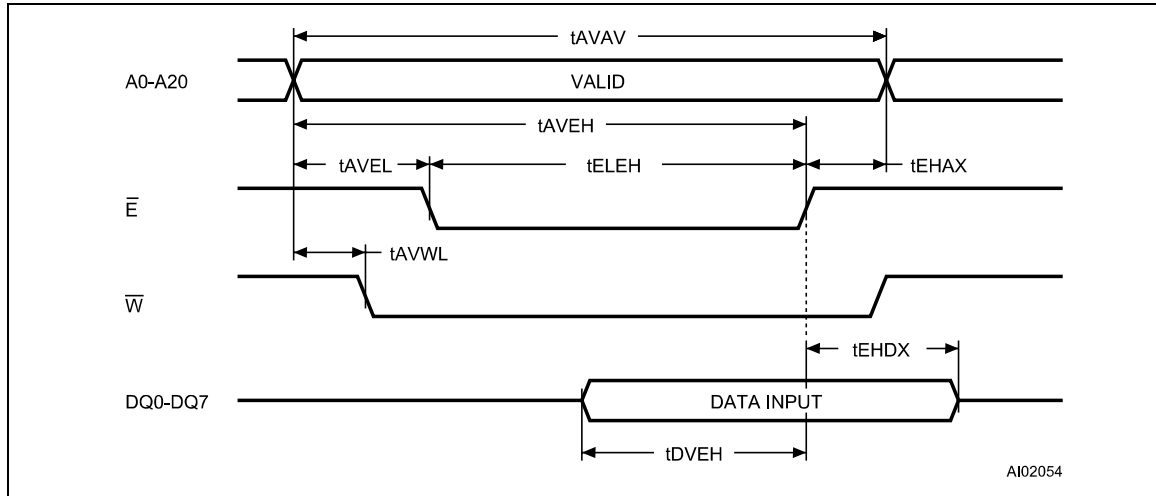 tAVAV
A0-A20
VALID
tAVEH
tAVEL
tELEH
tEHAX
E̅
tAVWL
W̅
tEHDX
DQ0-DQ7
DATA INPUT
tDVEH
AI02054